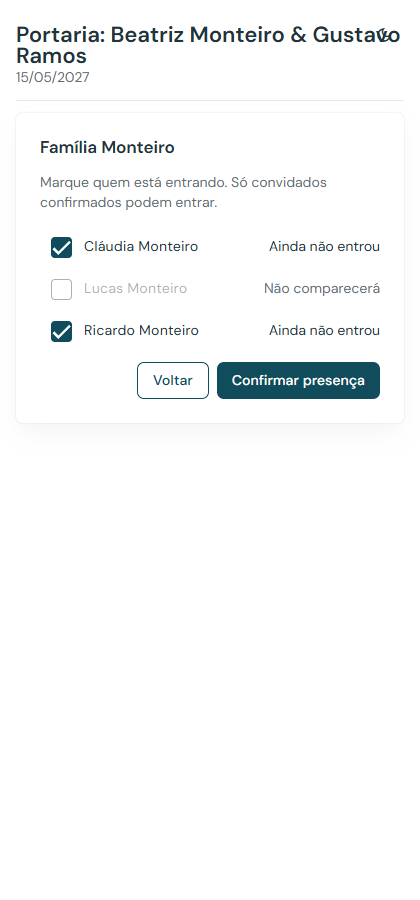 Portaria: Beatriz Monteiro & Gustavo
Ramos
15/05/2027
Família Monteiro
Marque quem está entrando. Só convidados
confirmados podem entrar.
Cláudia Monteiro Ainda não entrou
Lucas Monteiro Não comparecerá
Ricardo Monteiro Ainda não entrou
Voltar Confirmar presença